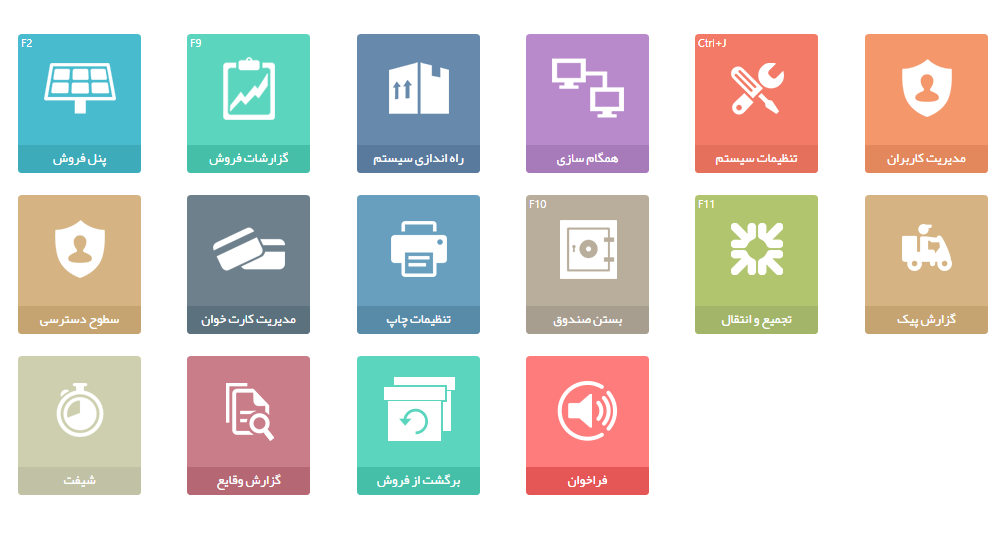 F2
پنل فروش
F9
گزارشات فروش
راه اندازی سیستم
همگام سازی
Ctrl+J
تنظیمات سیستم
مدیریت کاربران
سطوح دسترسی
مدیریت کارت خوان
تنظیمات چاپ
F10
بستن صندوق
F11
تجمیع و انتقال
گزارش پیک
شیفت
گزارش وقایع
برگشت از فروش
فراخوان